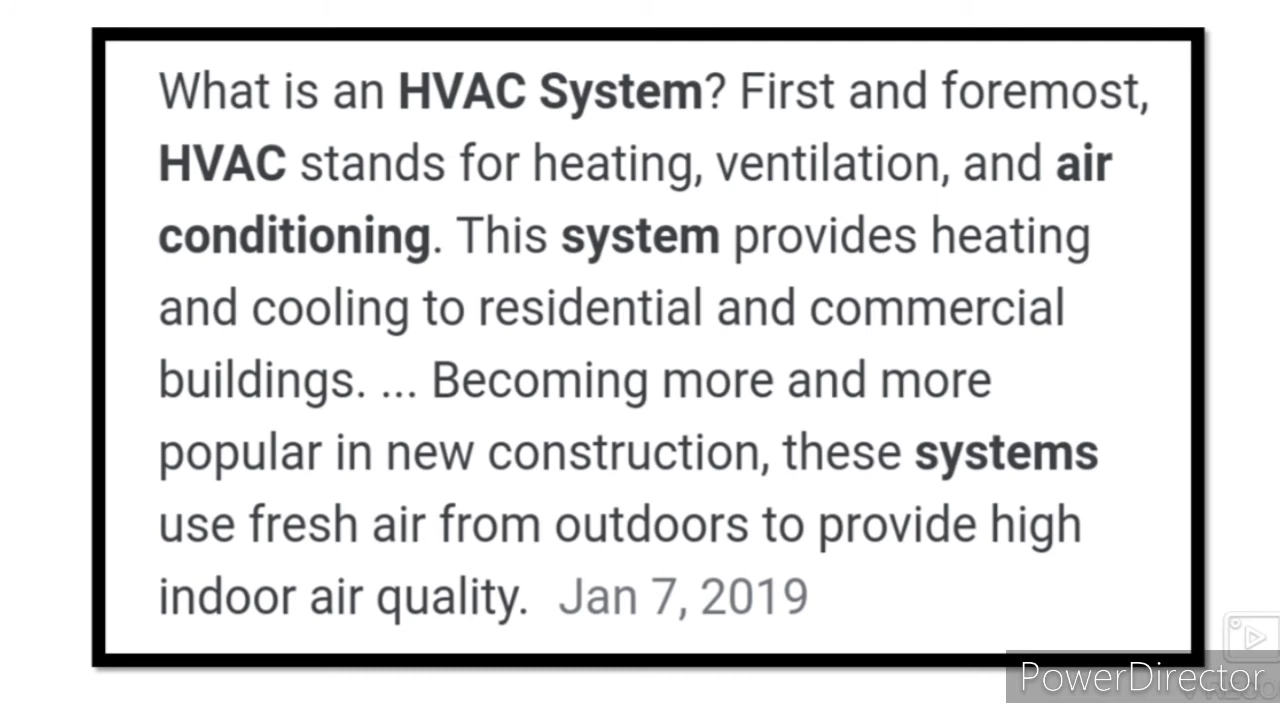 What is an HVAC System? First and foremost,
HVAC stands for heating, ventilation, and air
conditioning. This system provides heating
and cooling to residential and commercial
buildings. ... Becoming more and more
popular in new construction, these systems
use fresh air from outdoors to provide high
indoor air quality. Jan 7, 2019
PowerDirector